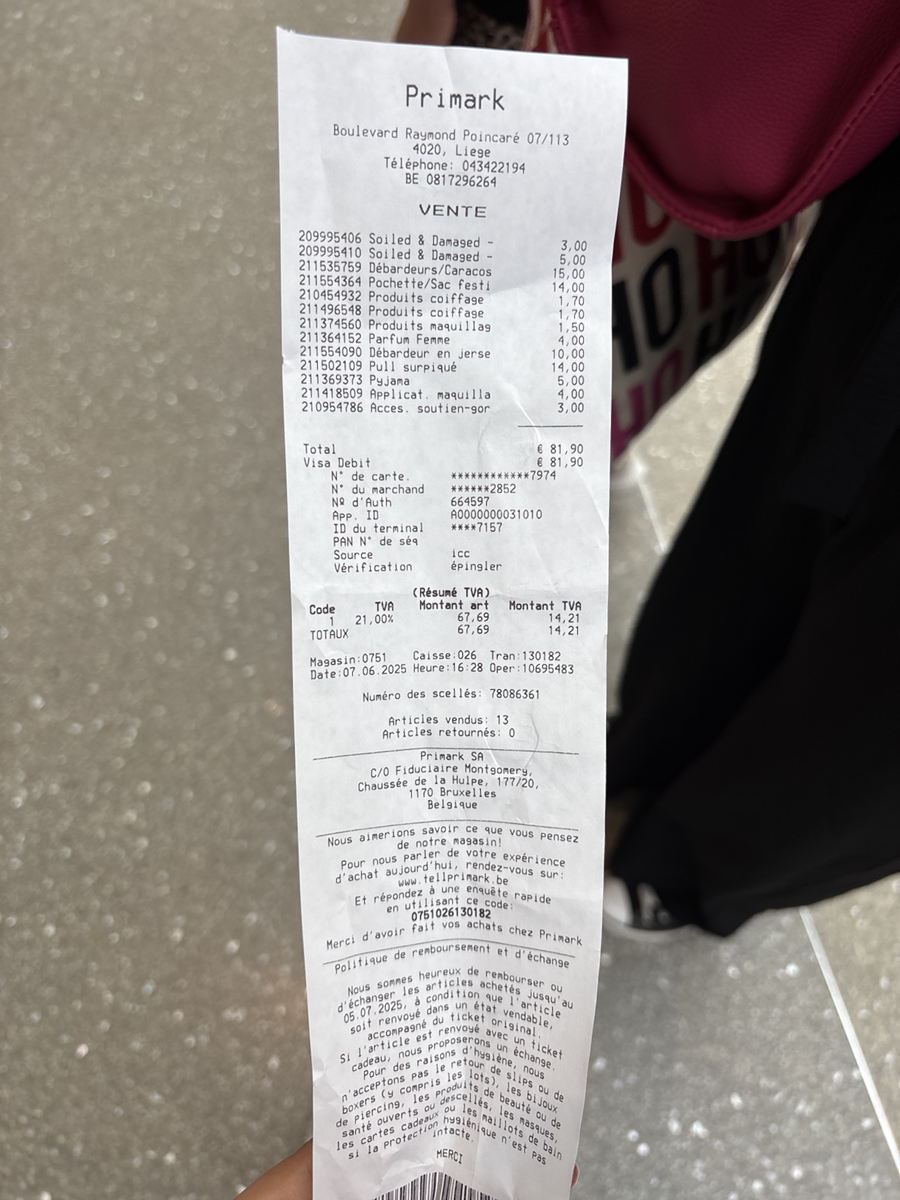 Primark
Boulevard Raymond Poincaré 07/113
4020, Liege
Téléphone: 043422194
BE 0817296264
VENTE
209995406 Soiled & Damaged - 3,00
209995410 Soiled & Damaged - 5,00
211535759 Débardeurs/Caracos 15,00
211554364 Pochette/Sac festi 14,00
210454932 Produits coiffage 1,70
211496548 Produits coiffage 1,70
211374560 Produits maquillag 1,50
211364152 Parfum Femme 4,00
211554090 Débardeur en jerse 10,00
211502109 Pull surpiqué 14,00
211369373 Pyjama 5,00
211418509 Applicat. maquilla 4,00
210954786 Acces. soutien-gor 3,00
Total € 81,90
Visa Debit € 81,90
N° de carte. ************7974
N° du marchand ******2852
Nº d'Auth 664597
App. ID A0000000031010
ID du terminal ****7157
PAN N° de séq
Source icc
Vérification épingler
(Résumé TVA)
Code TVA Montant art Montant TVA
1 21,00% 67,69 14,21
TOTAUX 67,69 14,21
Magasin:0751 Caisse:026 Tran:130182
Date:07.06.2025 Heure:16:28 Oper:10695483
Numéro des scellés: 78086361
Articles vendus: 13
Articles retournés: 0
Primark SA
C/O Fiduciaire Montgomery,
Chaussée de la Hulpe, 177/20,
1170 Bruxelles
Belgique
Nous aimerions savoir ce que vous pensez
de notre magasin!
Pour nous parler de votre expérience
d'achat aujourd'hui, rendez-vous sur:
www.tellprimark.be
Et répondez à une enquête rapide
en utilisant ce code:
0751026130182
Merci d'avoir fait vos achats chez Primark
Politique de remboursement et d'échange
Nous sommes heureux de rembourser ou
d'échanger les articles achetés jusqu'au
05.07.2025, à condition que l'article
soit renvoyé dans un état vendable,
accompagné du ticket original.
Si l'article est renvoyé avec un ticket
cadeau, nous proposerons un échange.
Pour des raisons d'hygiène, nous
n'acceptons pas le retour de slips ou de
boxers (y compris les lots), les bijoux
de piercing, les produits de beauté ou de
santé ouverts ou descellés, les masques,
les cartes cadeaux ou les maillots de bain
si la protection hygiénique n'est pas
intacte.
MERCI
HO
HO